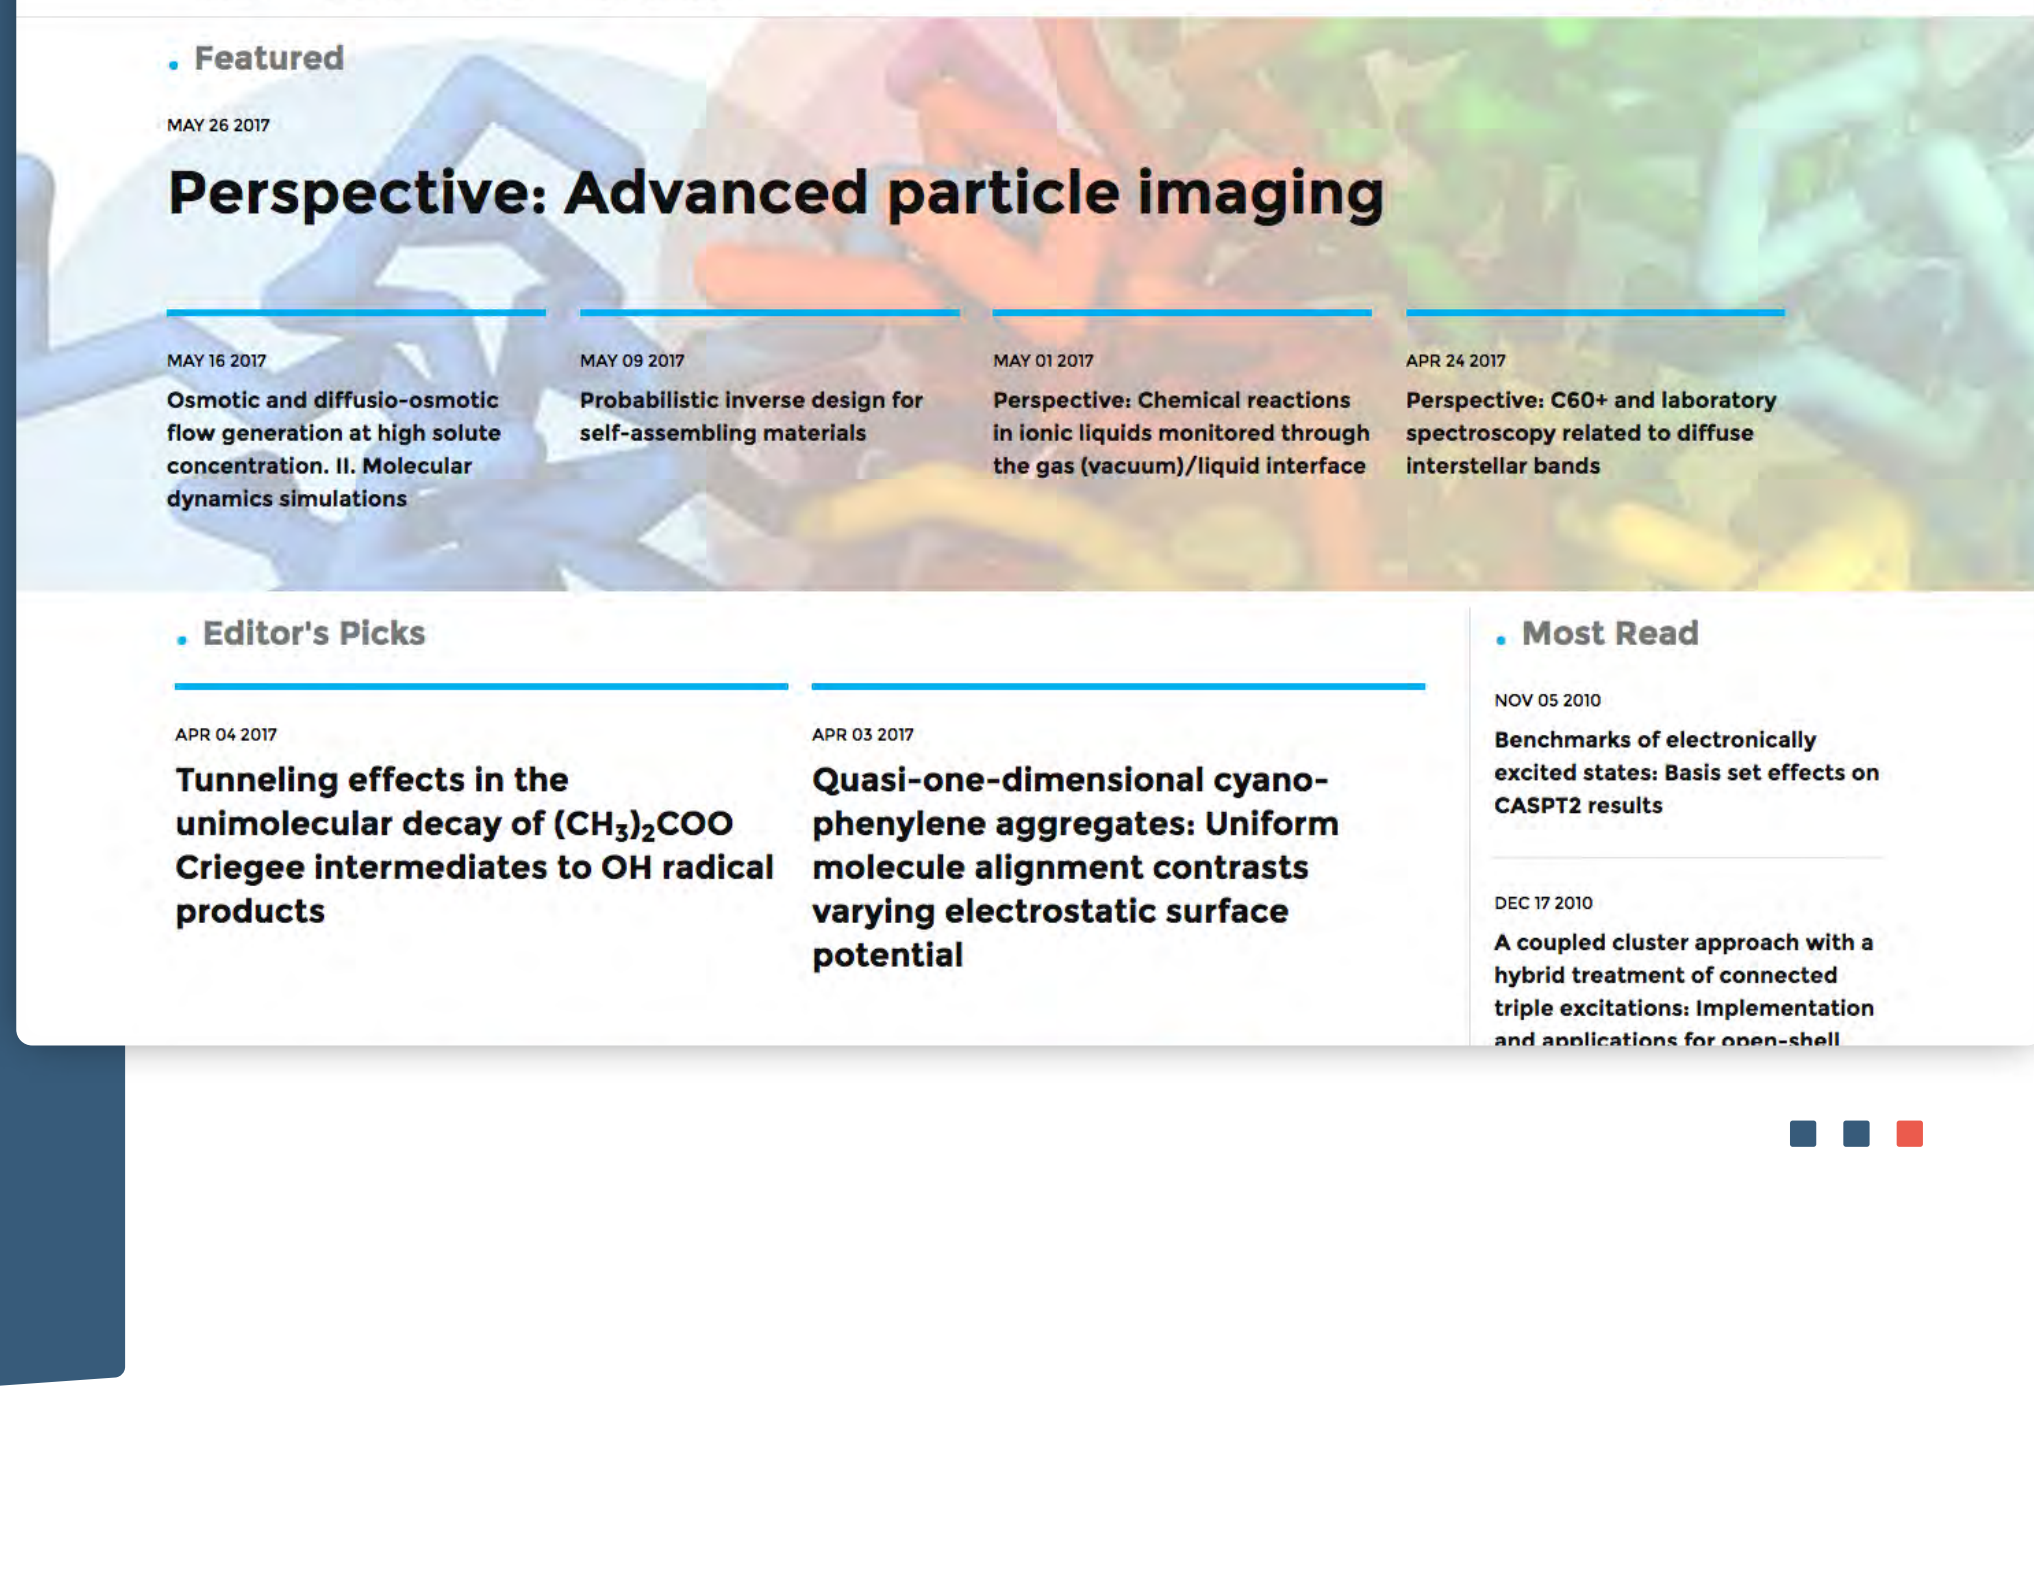 Featured
MAY 26 2017
Perspective: Advanced particle imaging
MAY 16 2017
Osmotic and diffusio-osmotic
flow generation at high solute
concentration. II. Molecular
dynamics simulations
MAY 09 2017
Probabilistic inverse design for
self-assembling materials
MAY 01 2017
Perspective: Chemical reactions
in ionic liquids monitored through
the gas (vacuum)/liquid interface
APR 24 2017
Perspective: C60+ and laboratory
spectroscopy related to diffuse
interstellar bands
Editor's Picks
APR 04 2017
Tunneling effects in the
unimolecular decay of (CH₃)₂COO
Criegee intermediates to OH radical
products
APR 03 2017
Quasi-one-dimensional cyano-
phenylene aggregates: Uniform
molecule alignment contrasts
varying electrostatic surface
potential
Most Read
NOV 05 2010
Benchmarks of electronically
excited states: Basis set effects on
CASPT2 results
DEC 17 2010
A coupled cluster approach with a
hybrid treatment of connected
triple excitations: Implementation
and applications for open-shell